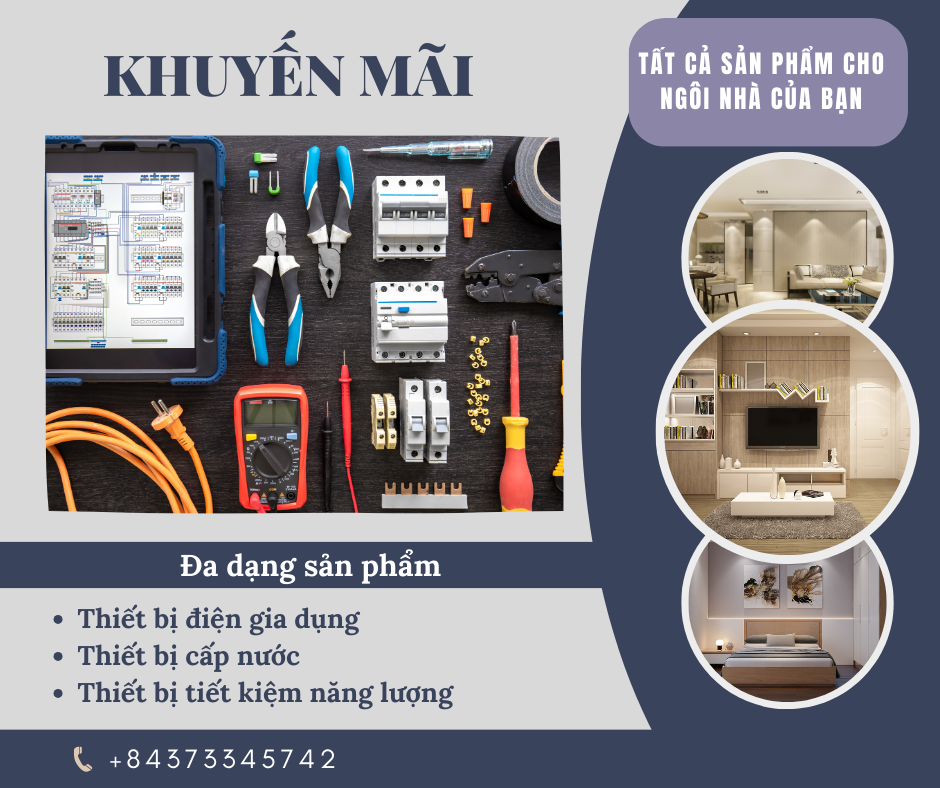 KHUYẾN MÃI
TẤT CẢ SẢN PHẨM CHO
NGÔI NHÀ CỦA BẠN
Đa dạng sản phẩm
• Thiết bị điện gia dụng
• Thiết bị cấp nước
• Thiết bị tiết kiệm năng lượng
+84373345742